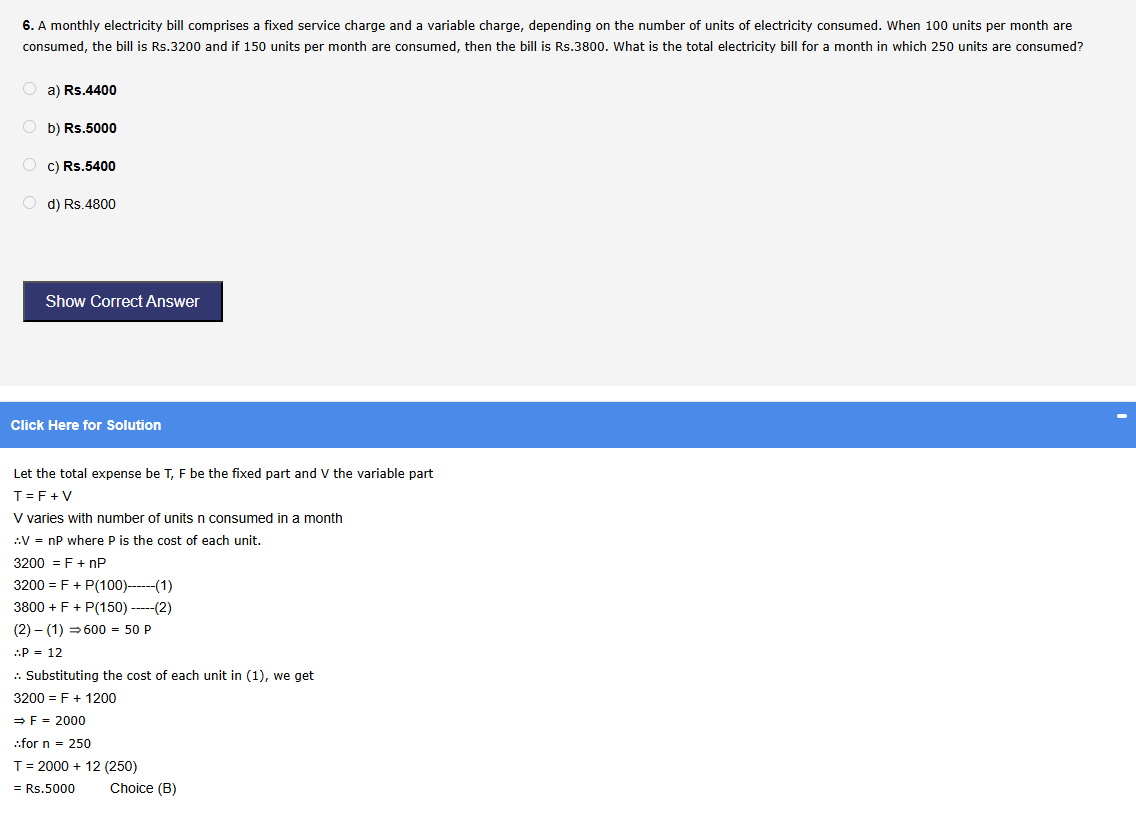 6. A monthly electricity bill comprises a fixed service charge and a variable charge, depending on the number of units of electricity consumed. When 100 units per month are
consumed, the bill is Rs.3200 and if 150 units per month are consumed, then the bill is Rs.3800. What is the total electricity bill for a month in which 250 units are consumed?
a) Rs.4400
b) Rs.5000
c) Rs.5400
d) Rs.4800
Show Correct Answer
Click Here for Solution
Let the total expense be T, F be the fixed part and V the variable part
T = F + V
V varies with number of units n consumed in a month
∴V = nP where P is the cost of each unit.
3200 = F + nP
3200 = F + P(100)------(1)
3800 + F + P(150) -----(2)
(2) – (1) ⇒600 = 50 P
∴P = 12
∴ Substituting the cost of each unit in (1), we get
3200 = F + 1200
⇒ F = 2000
∴for n = 250
T = 2000 + 12 (250)
= Rs.5000 Choice (B)